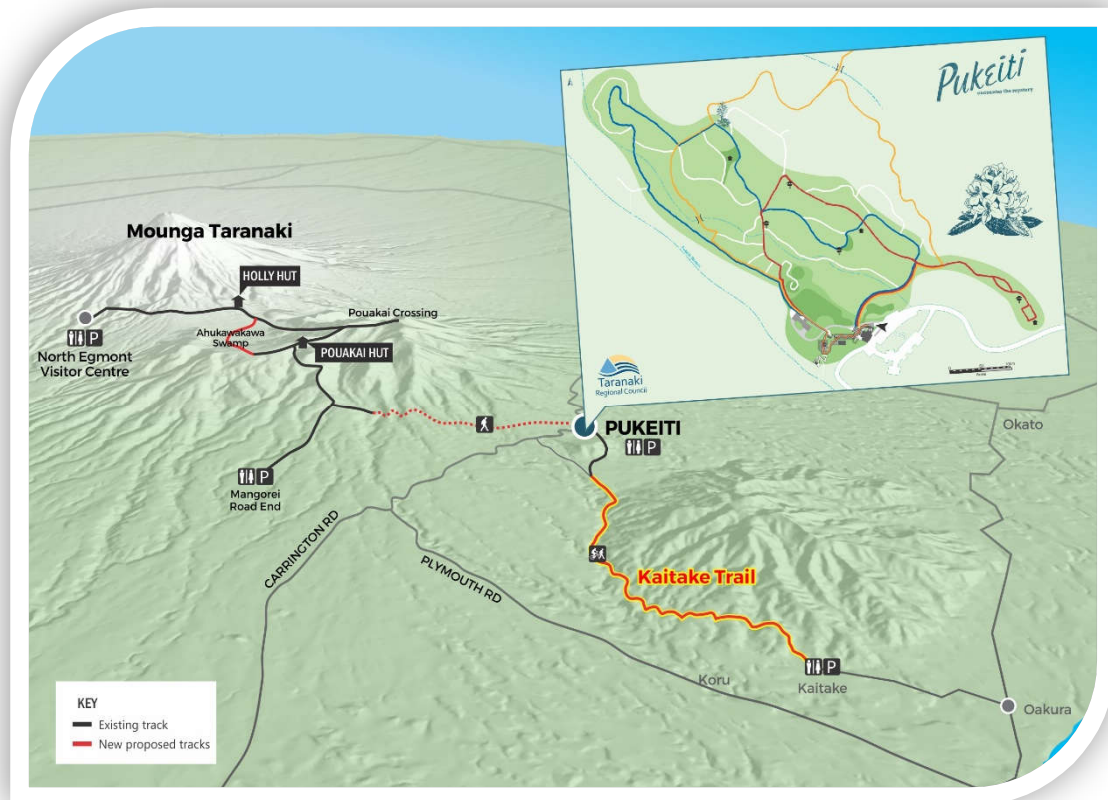 Pukeiti
Mounga Taranaki
HOLLY HUT
Pouakai Crossing
Ahukawakawa
Swamp
POUAKAI HUT
P
North Egmont
Visitor Centre
Taranaki
Regional Council
PUKEITI
P
Okato
P
Mangorei
Road End
CARRINGTON RD
PLYMOUTH RD
Kaitake Trail
P
Koru
Kaitake
Oakura
KEY
Existing track
New proposed tracks